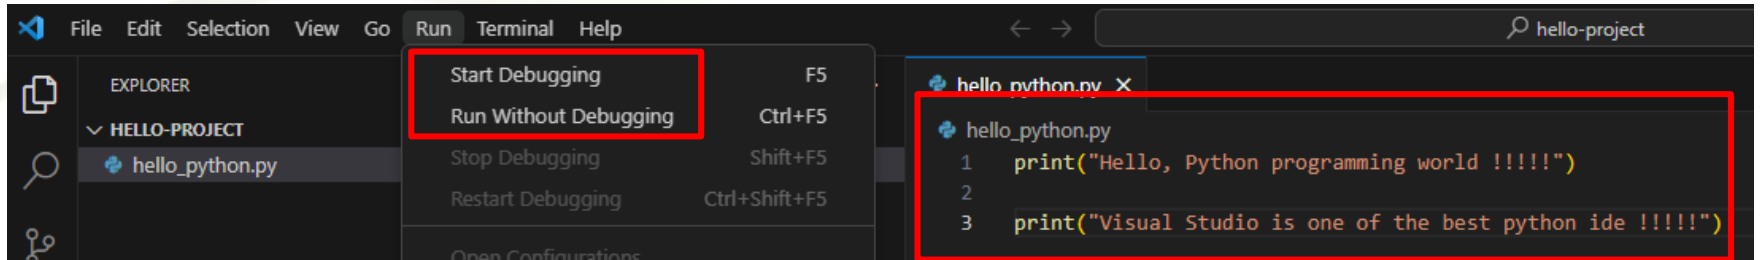 File Edit Selection View Go Run Terminal Help
hello-project
EXPLORER
HELLO-PROJECT
hello_python.py
Start Debugging F5
Run Without Debugging Ctrl+F5
Stop Debugging Shift+F5
Restart Debugging Ctrl+Shift+F5
Open Configurations
hello_python.py
hello_python.py
1 print("Hello, Python programming world !!!!!")
2
3 print("Visual Studio is one of the best python ide !!!!!")